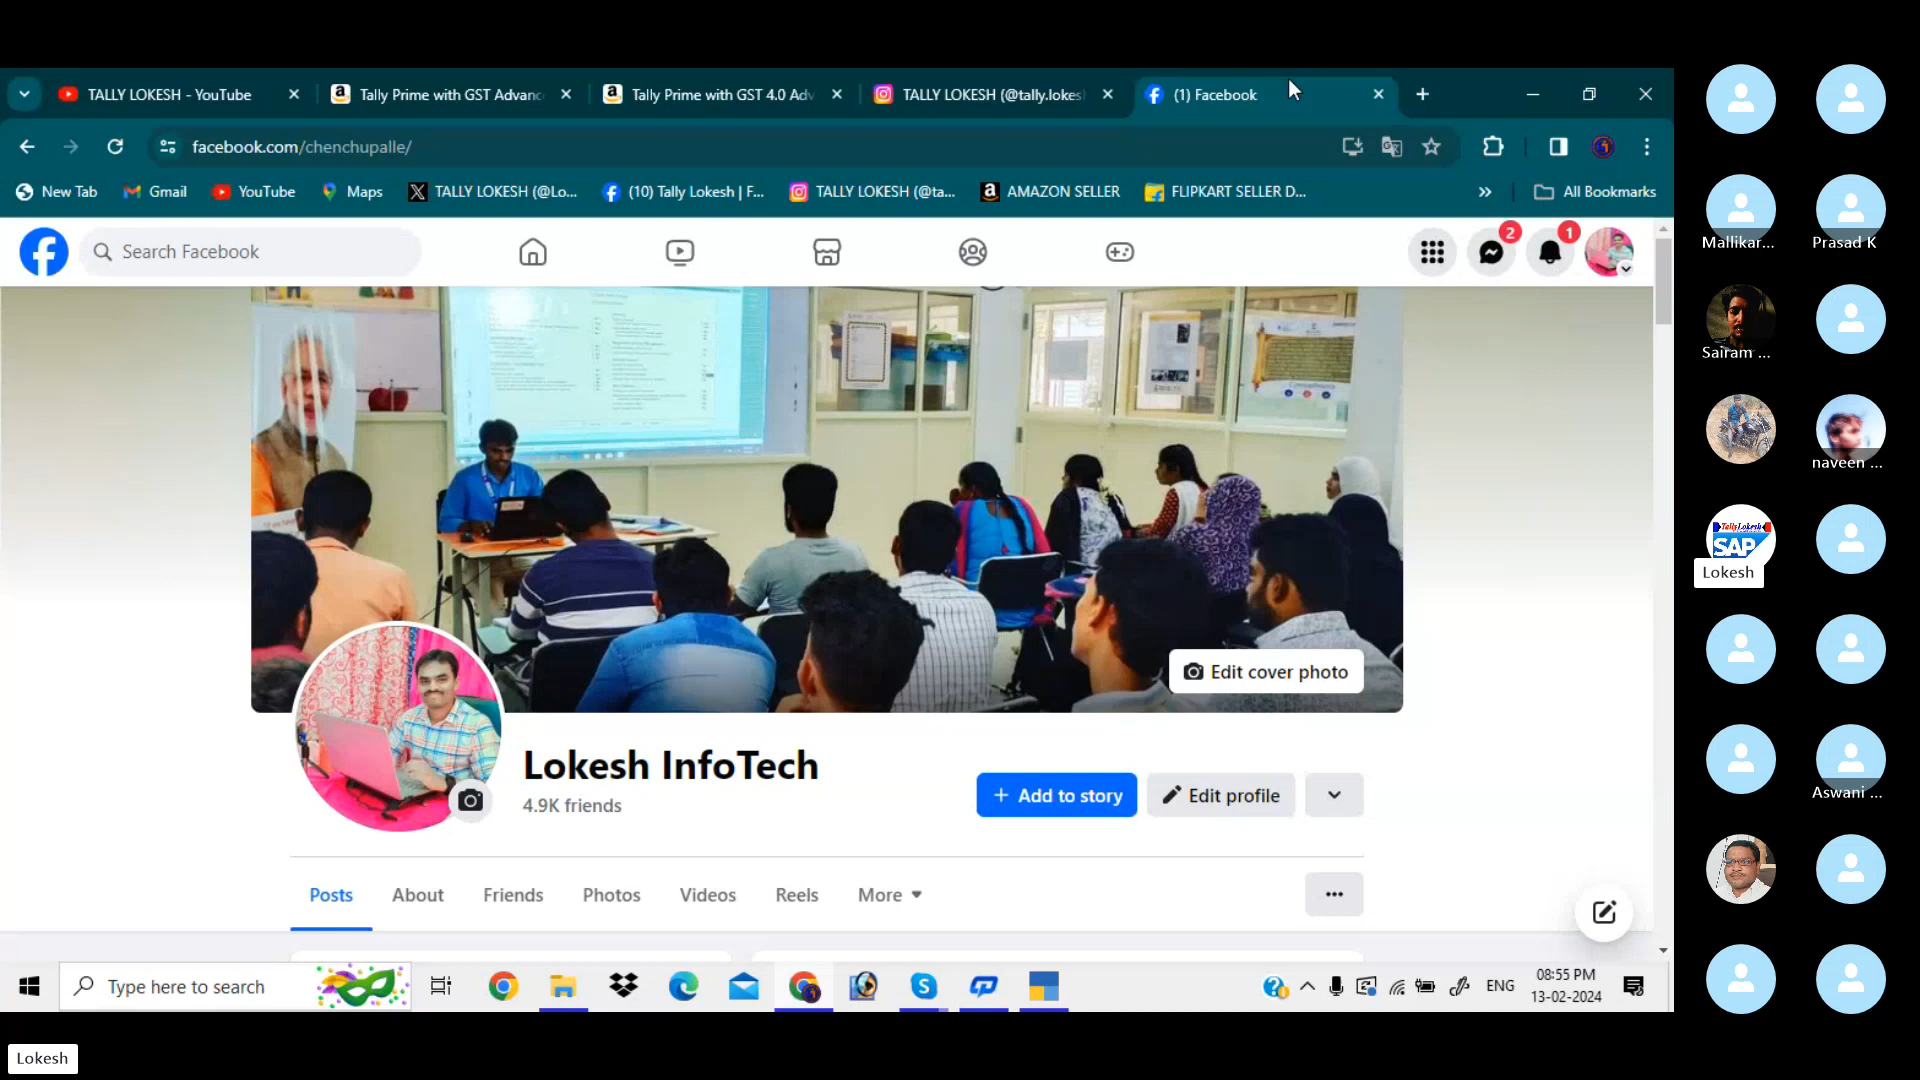 TALLY LOKESH - YouTube
Tally Prime with GST Advanc
Tally Prime with GST 4.0 Adv
TALLY LOKESH (@tally.lokes
(1) Facebook
facebook.com/chenchupalle/
New Tab
Gmail
YouTube
Maps
TALLY LOKESH (@Lo...
(10) Tally Lokesh | F...
TALLY LOKESH (@ta...
AMAZON SELLER
FLIPKART SELLER D...
All Bookmarks
Search Facebook
2
1
Edit cover photo
Lokesh InfoTech
4.9K friends
+ Add to story
Edit profile
Posts
About
Friends
Photos
Videos
Reels
More
Type here to search
ENG
08:55 PM
13-02-2024
Mallikar...
Prasad K
Sairam ...
naveen ...
Tally Lokesh
SAP
Lokesh
Aswani ...
Lokesh